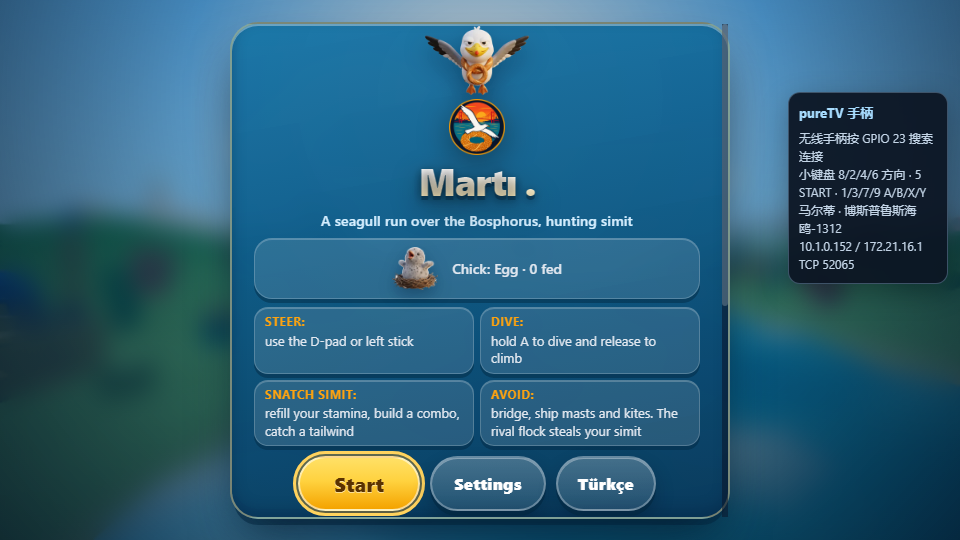 Martı .
A seagull run over the Bosphorus, hunting simit
Chick: Egg · 0 fed
STEER:
use the D-pad or left stick
DIVE:
hold A to dive and release to
climb
SNATCH SIMIT:
refill your stamina, build a combo,
catch a tailwind
AVOID:
bridge, ship masts and kites. The
rival flock steals your simit
Start
Settings
Türkçe
pureTV 手柄
无线手柄按 GPIO 23 搜索
连接
小键盘 8/2/4/6 方向 · 5
START · 1/3/7/9 A/B/X/Y
马尔蒂 · 博斯普鲁斯海
鸥-1312
10.1.0.152 / 172.21.16.1
TCP 52065